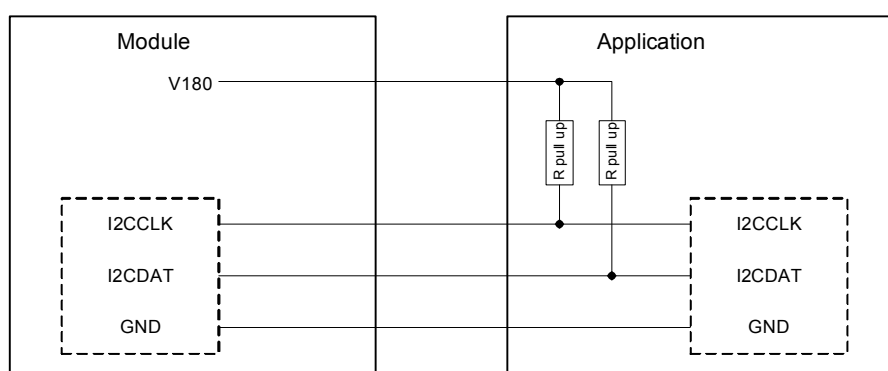 Module
Application
V180
R pull up
R pull up
I2CCLK
I2CCLK
I2CDAT
I2CDAT
GND
GND